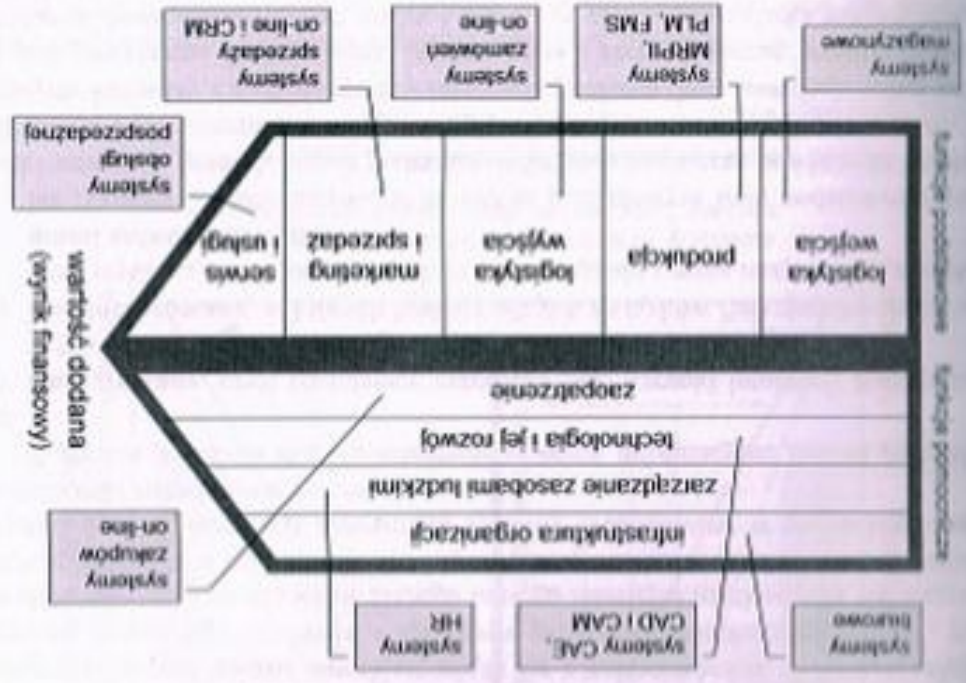 systemy
biurowe
systemy CAE,
CAD i CAM
systemy
HR
systemy
zakupów
on-line
funkcje pomocnicze
infrastruktura organizacji
zarządzanie zasobami ludzkimi
technologia i jej rozwój
zaopatrzenie
wartość dodana
(wynik finansowy)
funkcje podstawowe
logistyka
wejścia
produkcja
logistyka
wyjścia
marketing
i sprzedaż
serwis
i usługi
systemy
obsługi
posprzedażnej
systemy
magazynowe
systemy
MRPII,
PLM, FMS
systemy
zamówień
on-line
systemy
sprzedaży
on-line i CRM